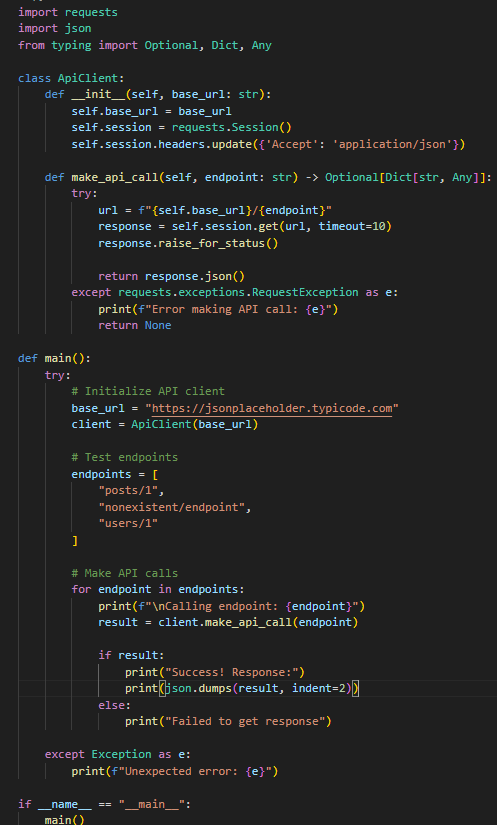 import requests
import json
from typing import Optional, Dict, Any

class ApiClient:
    def __init__(self, base_url: str):
        self.base_url = base_url
        self.session = requests.Session()
        self.session.headers.update({'Accept': 'application/json'})

    def make_api_call(self, endpoint: str) -> Optional[Dict[str, Any]]:
        try:
            url = f"{self.base_url}/{endpoint}"
            response = self.session.get(url, timeout=10)
            response.raise_for_status()

            return response.json()
        except requests.exceptions.RequestException as e:
            print(f"Error making API call: {e}")
            return None

def main():
    try:
        # Initialize API client
        base_url = "https://jsonplaceholder.typicode.com"
        client = ApiClient(base_url)

        # Test endpoints
        endpoints = [
            "posts/1",
            "nonexistent/endpoint",
            "users/1"
        ]

        # Make API calls
        for endpoint in endpoints:
            print(f"\nCalling endpoint: {endpoint}")
            result = client.make_api_call(endpoint)

            if result:
                print("Success! Response:")
                print(json.dumps(result, indent=2))
            else:
                print("Failed to get response")

    except Exception as e:
        print(f"Unexpected error: {e}")

if __name__ == "__main__":
    main()